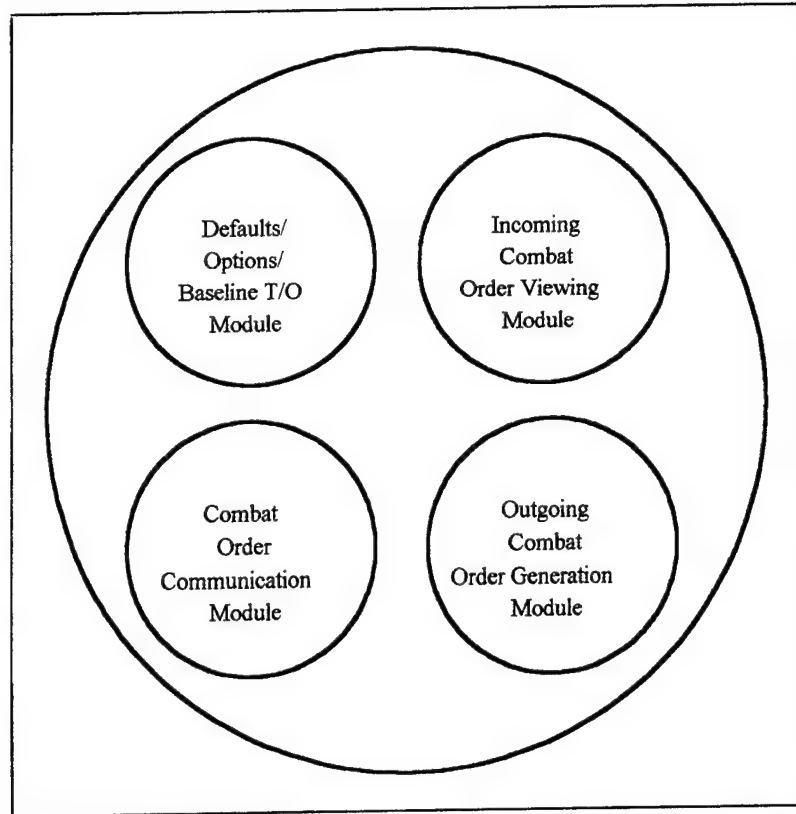 Defaults/
Options/
Baseline T/O
Module
Incoming
Combat
Order Viewing
Module
Combat
Order
Communication
Module
Outgoing
Combat
Order Generation
Module